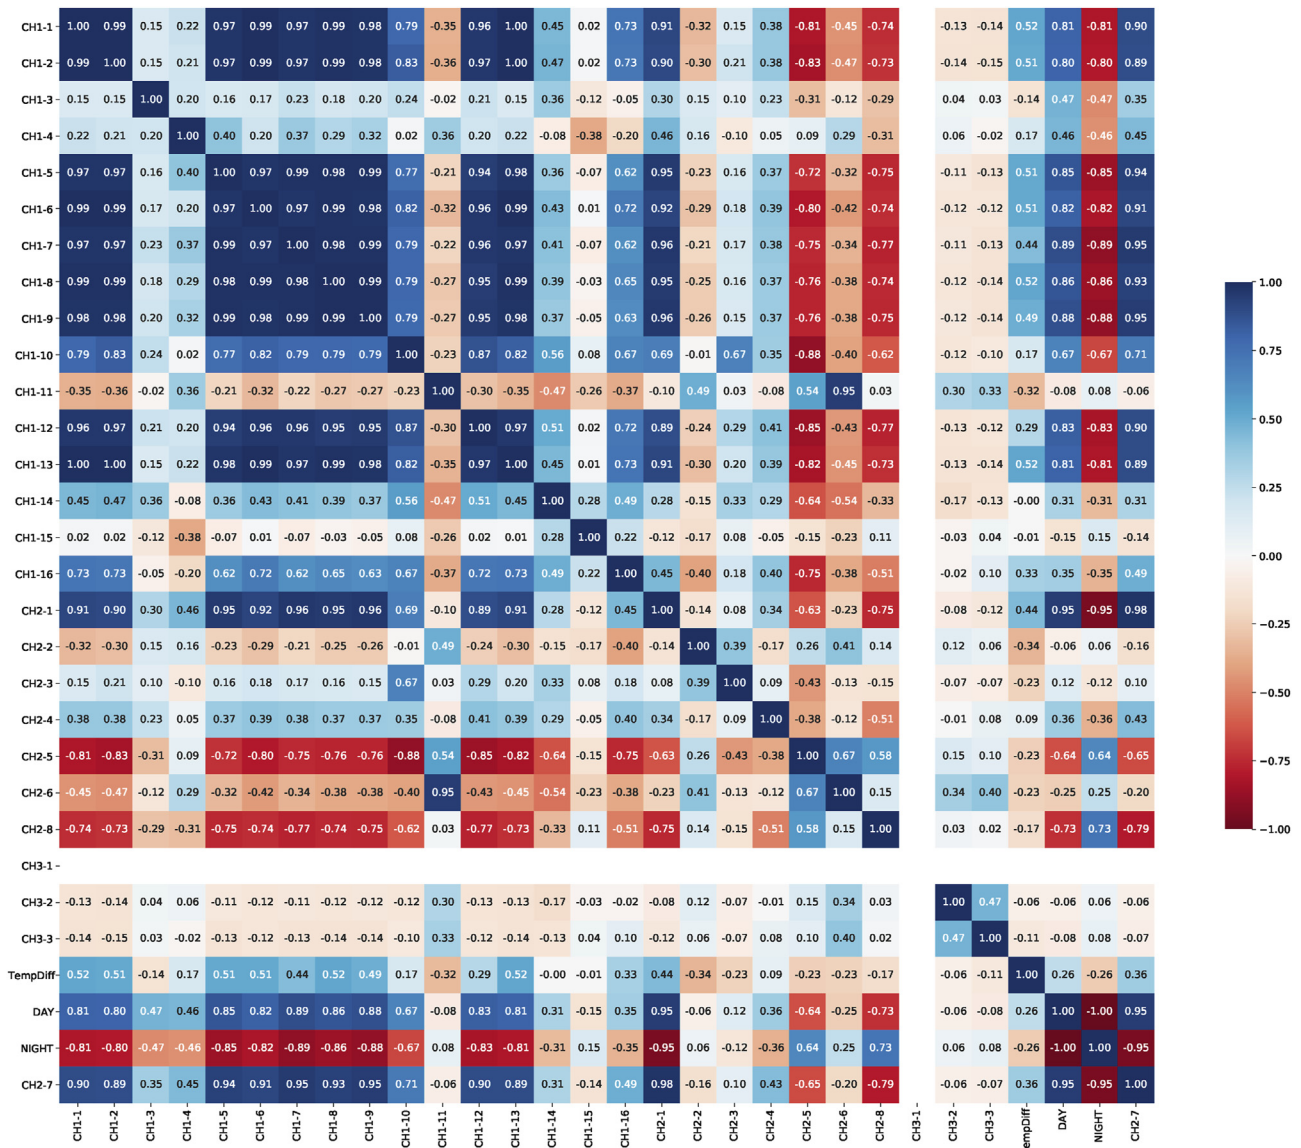 CH1-1 1.00 0.99 0.15 0.22 0.97 0.99 0.97 0.99 0.98 0.79 -0.35 0.96 1.00 0.45 0.02 0.73 0.91 -0.32 0.15 0.38 -0.81 -0.45 -0.74 -0.13 -0.14 0.52 0.81 -0.81 0.90
CH1-2 0.99 1.00 0.15 0.21 0.97 0.99 0.97 0.99 0.98 0.83 -0.36 0.97 1.00 0.47 0.02 0.73 0.90 -0.30 0.21 0.38 -0.83 -0.47 -0.73 -0.14 -0.15 0.51 0.80 -0.80 0.89
CH1-3 0.15 0.15 1.00 0.20 0.16 0.17 0.23 0.18 0.20 0.24 -0.02 0.21 0.15 0.36 -0.12 -0.05 0.30 0.15 0.10 0.23 -0.31 -0.12 -0.29 0.04 0.03 -0.14 0.47 -0.47 0.35
CH1-4 0.22 0.21 0.20 1.00 0.40 0.20 0.37 0.29 0.32 0.02 0.36 0.20 0.22 -0.08 -0.38 -0.20 0.46 0.16 -0.10 0.05 0.09 0.29 -0.31 0.06 -0.02 0.17 0.46 -0.46 0.45
CH1-5 0.97 0.97 0.16 0.40 1.00 0.97 0.99 0.98 0.99 0.77 -0.21 0.94 0.98 0.36 -0.07 0.62 0.95 -0.23 0.16 0.37 -0.72 -0.32 -0.75 -0.11 -0.13 0.51 0.85 -0.85 0.94
CH1-6 0.99 0.99 0.17 0.20 0.97 1.00 0.97 0.99 0.98 0.82 -0.32 0.96 0.99 0.43 0.01 0.72 0.92 -0.29 0.18 0.39 -0.80 -0.42 -0.74 -0.12 -0.12 0.51 0.82 -0.82 0.91
CH1-7 0.97 0.97 0.23 0.37 0.99 0.97 1.00 0.98 0.99 0.79 -0.22 0.96 0.97 0.41 -0.07 0.62 0.96 -0.21 0.17 0.38 -0.75 -0.34 -0.77 -0.11 -0.13 0.44 0.89 -0.89 0.95
CH1-8 0.99 0.99 0.18 0.29 0.98 0.99 0.98 1.00 0.99 0.79 -0.27 0.95 0.99 0.39 -0.03 0.65 0.95 -0.25 0.16 0.37 -0.76 -0.38 -0.74 -0.12 -0.14 0.52 0.86 -0.86 0.93
CH1-9 0.98 0.98 0.20 0.32 0.99 0.98 0.99 0.99 1.00 0.79 -0.27 0.95 0.98 0.37 -0.05 0.63 0.96 -0.26 0.15 0.37 -0.76 -0.38 -0.75 -0.12 -0.14 0.49 0.88 -0.88 0.95
CH1-10 0.79 0.83 0.24 0.02 0.77 0.82 0.79 0.79 0.79 1.00 -0.23 0.87 0.82 0.56 0.08 0.67 0.69 -0.01 0.67 0.35 -0.88 -0.40 -0.62 -0.12 -0.10 0.17 0.67 -0.67 0.71
CH1-11 -0.35 -0.36 -0.02 0.36 -0.21 -0.32 -0.22 -0.27 -0.27 -0.23 1.00 -0.30 -0.35 -0.47 -0.26 -0.37 -0.10 0.49 0.03 -0.08 0.54 0.95 0.03 0.30 0.33 -0.32 -0.08 0.08 -0.06
CH1-12 0.96 0.97 0.21 0.20 0.94 0.96 0.96 0.95 0.95 0.87 -0.30 1.00 0.97 0.51 0.02 0.72 0.89 -0.24 0.29 0.41 -0.85 -0.43 -0.77 -0.13 -0.12 0.29 0.83 -0.83 0.90
CH1-13 1.00 1.00 0.15 0.22 0.98 0.99 0.97 0.99 0.98 0.82 -0.35 0.97 1.00 0.45 0.01 0.73 0.91 -0.30 0.20 0.39 -0.82 -0.45 -0.73 -0.13 -0.14 0.52 0.81 -0.81 0.89
CH1-14 0.45 0.47 0.36 -0.08 0.36 0.43 0.41 0.39 0.37 0.56 -0.47 0.51 0.45 1.00 0.28 0.49 0.28 -0.15 0.33 0.29 -0.64 -0.54 -0.33 -0.17 -0.13 -0.00 0.31 -0.31 0.31
CH1-15 0.02 0.02 -0.12 -0.38 -0.07 0.01 -0.07 -0.03 -0.05 0.08 -0.26 0.02 0.01 0.28 1.00 0.22 -0.12 -0.17 0.08 -0.05 -0.15 -0.23 0.11 -0.03 0.04 -0.01 -0.15 0.15 -0.14
CH1-16 0.73 0.73 -0.05 -0.20 0.62 0.72 0.62 0.65 0.63 0.67 -0.37 0.72 0.73 0.49 0.22 1.00 0.45 -0.40 0.18 0.40 -0.75 -0.38 -0.51 -0.02 0.10 0.33 0.35 -0.35 0.49
CH2-1 0.91 0.90 0.30 0.46 0.95 0.92 0.96 0.95 0.96 0.69 -0.10 0.89 0.91 0.28 -0.12 0.45 1.00 -0.14 0.08 0.34 -0.63 -0.23 -0.75 -0.08 -0.12 0.44 0.95 -0.95 0.98
CH2-2 -0.32 -0.30 0.15 0.16 -0.23 -0.29 -0.21 -0.25 -0.26 -0.01 0.49 -0.24 -0.30 -0.15 -0.17 -0.40 -0.14 1.00 0.39 -0.17 0.26 0.41 0.14 0.12 0.06 -0.34 -0.06 0.06 -0.16
CH2-3 0.15 0.21 0.10 -0.10 0.16 0.18 0.17 0.16 0.15 0.67 0.03 0.29 0.20 0.33 0.08 0.18 0.08 0.39 1.00 0.09 -0.43 -0.13 -0.15 -0.07 -0.07 -0.23 0.12 -0.12 0.10
CH2-4 0.38 0.38 0.23 0.05 0.37 0.39 0.38 0.37 0.37 0.35 -0.08 0.41 0.39 0.29 -0.05 0.40 0.34 -0.17 0.09 1.00 -0.38 -0.12 -0.51 -0.01 0.08 0.09 0.36 -0.36 0.43
CH2-5 -0.81 -0.83 -0.31 0.09 -0.72 -0.80 -0.75 -0.76 -0.76 -0.88 0.54 -0.85 -0.82 -0.64 -0.15 -0.75 -0.63 0.26 -0.43 -0.38 1.00 0.67 0.58 0.15 0.10 -0.23 -0.64 0.64 -0.65
CH2-6 -0.45 -0.47 -0.12 0.29 -0.32 -0.42 -0.34 -0.38 -0.38 -0.40 0.95 -0.43 -0.45 -0.54 -0.23 -0.38 -0.23 0.41 -0.13 -0.12 0.67 1.00 0.15 0.34 0.40 -0.23 -0.25 0.25 -0.20
CH2-8 -0.74 -0.73 -0.29 -0.31 -0.75 -0.74 -0.77 -0.74 -0.75 -0.62 0.03 -0.77 -0.73 -0.33 0.11 -0.51 -0.75 0.14 -0.15 -0.51 0.58 0.15 1.00 0.03 0.02 -0.17 -0.73 0.73 -0.79
CH3-1
CH3-2 -0.13 -0.14 0.04 0.06 -0.11 -0.12 -0.11 -0.12 -0.12 -0.12 0.30 -0.13 -0.13 -0.17 -0.03 -0.02 -0.08 0.12 -0.07 -0.01 0.15 0.34 0.03 1.00 0.47 -0.06 -0.06 0.06 -0.06
CH3-3 -0.14 -0.15 0.03 -0.02 -0.13 -0.12 -0.13 -0.14 -0.14 -0.10 0.33 -0.12 -0.14 -0.13 0.04 0.10 -0.12 0.06 -0.07 0.08 0.10 0.40 0.02 0.47 1.00 -0.11 -0.08 0.08 -0.07
TempDiff 0.52 0.51 -0.14 0.17 0.51 0.51 0.44 0.52 0.49 0.17 -0.32 0.29 0.52 -0.00 -0.01 0.33 0.44 -0.34 -0.23 0.09 -0.23 -0.23 -0.17 -0.06 -0.11 1.00 0.26 -0.26 0.36
DAY 0.81 0.80 0.47 0.46 0.85 0.82 0.89 0.86 0.88 0.67 -0.08 0.83 0.81 0.31 -0.15 0.35 0.95 -0.06 0.12 0.36 -0.64 -0.25 -0.73 -0.06 -0.08 0.26 1.00 -1.00 0.95
NIGHT -0.81 -0.80 -0.47 -0.46 -0.85 -0.82 -0.89 -0.86 -0.88 -0.67 0.08 -0.83 -0.81 -0.31 0.15 -0.35 -0.95 0.06 -0.12 -0.36 0.64 0.25 0.73 0.06 0.08 -0.26 -1.00 1.00 -0.95
CH2-7 0.90 0.89 0.35 0.45 0.94 0.91 0.95 0.93 0.95 0.71 -0.06 0.90 0.89 0.31 -0.14 0.49 0.98 -0.16 0.10 0.43 -0.65 -0.20 -0.79 -0.06 -0.07 0.36 0.95 -0.95 1.00
CH1-1 CH1-2 CH1-3 CH1-4 CH1-5 CH1-6 CH1-7 CH1-8 CH1-9 CH1-10 CH1-11 CH1-12 CH1-13 CH1-14 CH1-15 CH1-16 CH2-1 CH2-2 CH2-3 CH2-4 CH2-5 CH2-6 CH2-8 CH3-1 CH3-2 CH3-3 empDiff DAY NIGHT CH2-7
1.00
0.75
0.50
0.25
0.00
-0.25
-0.50
-0.75
-1.00